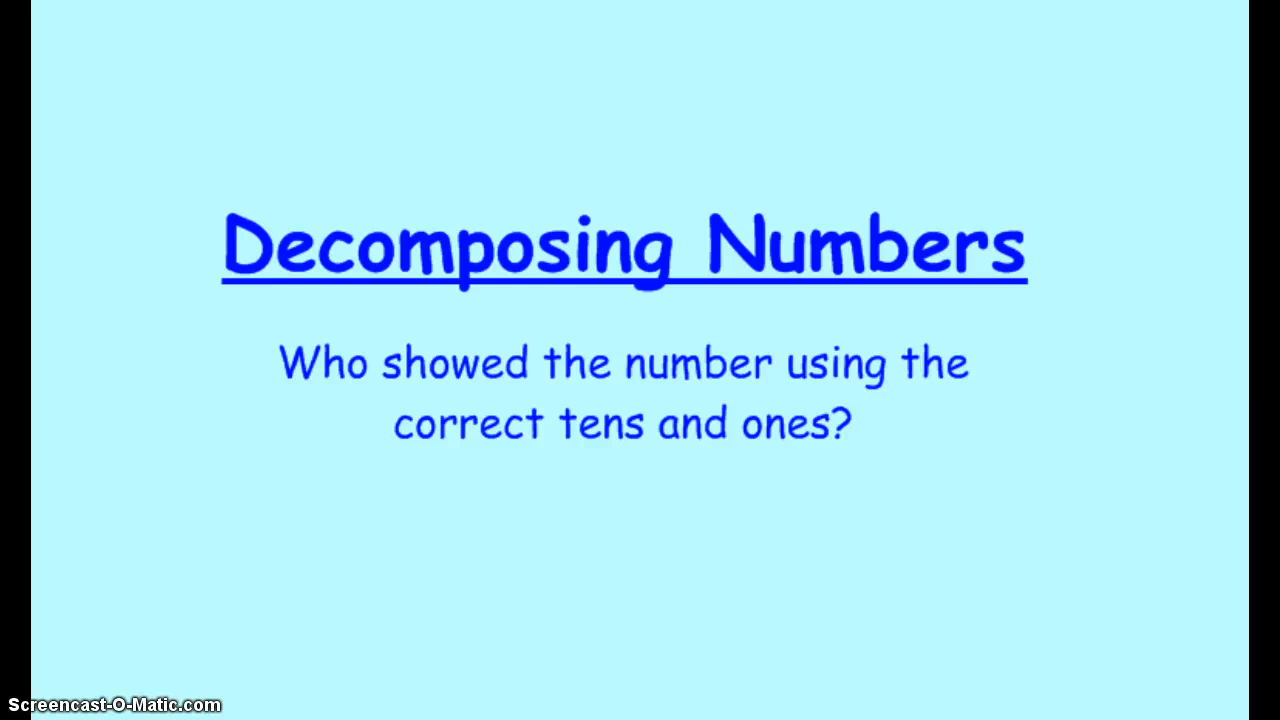 Decomposing Numbers
Who showed the number using the
correct tens and ones?
Screencast-O-Matic.com